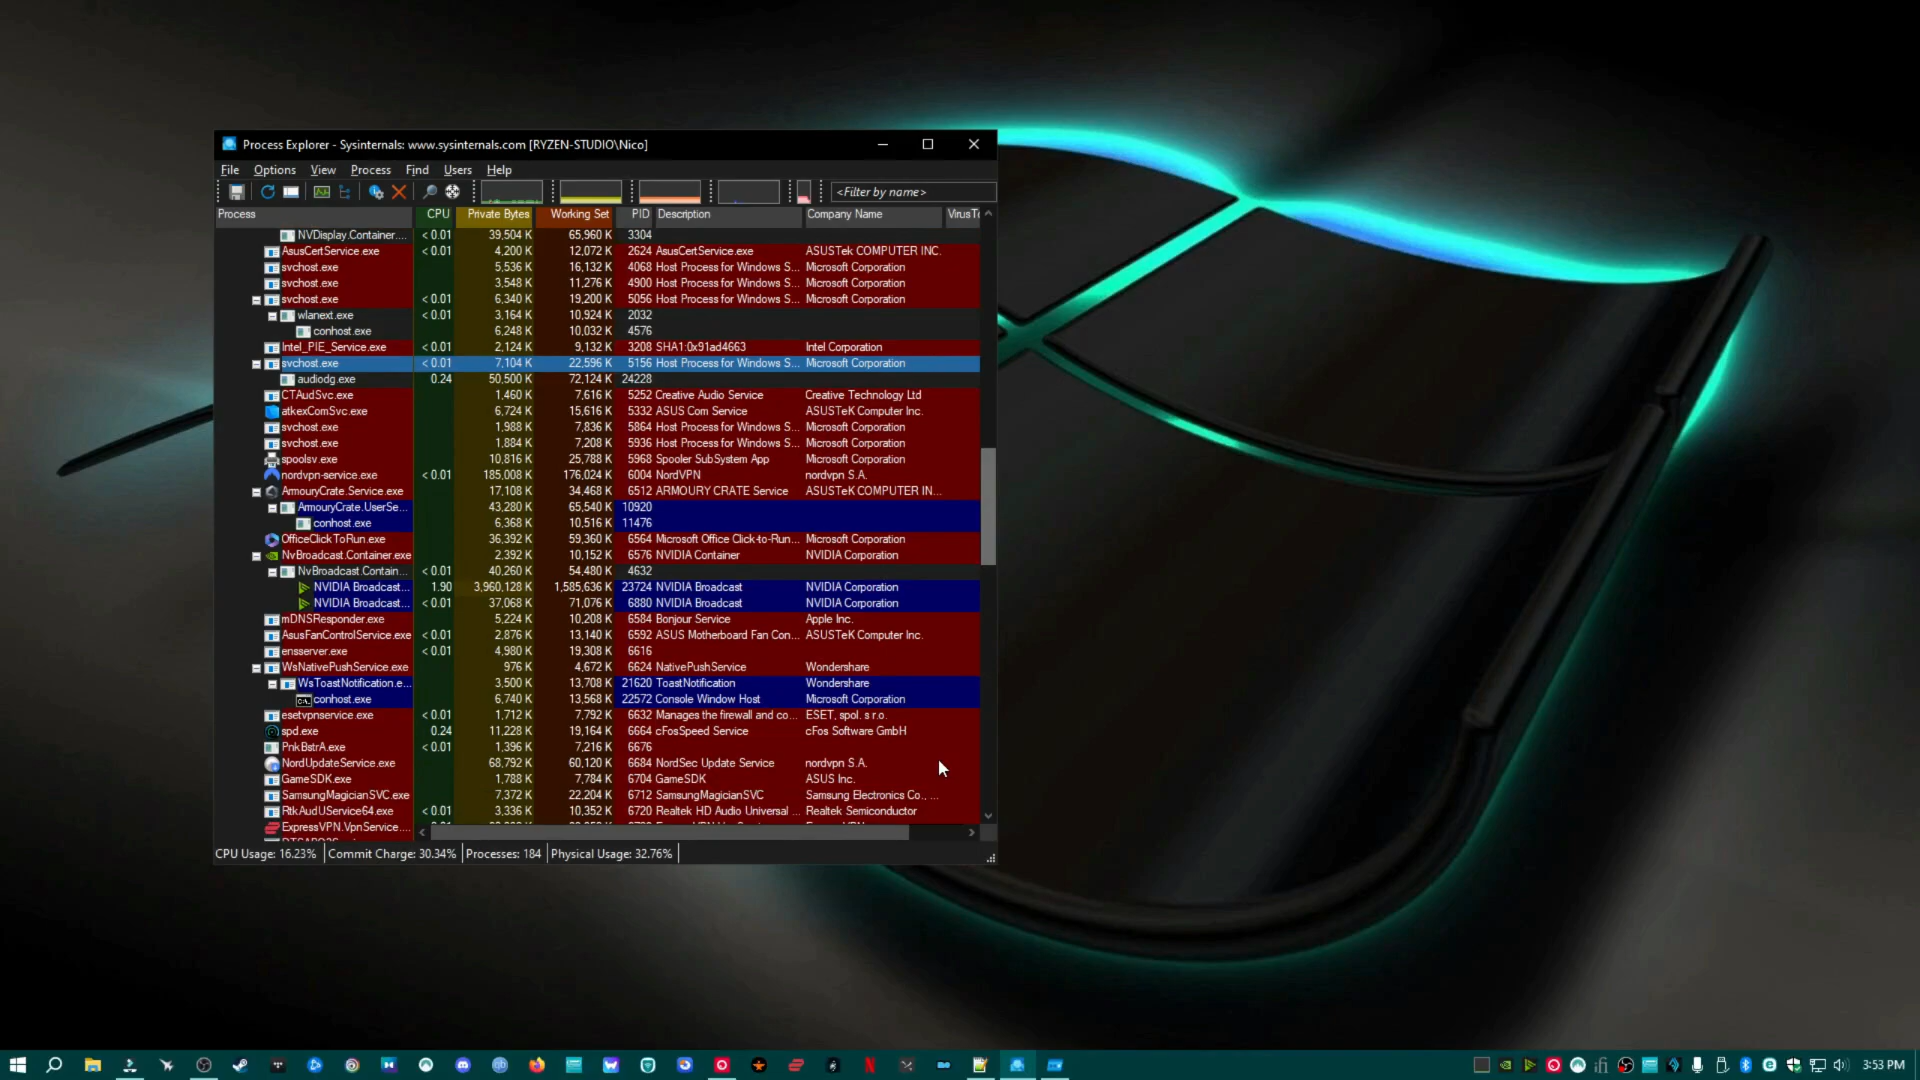 Process Explorer - Sysinternals: www.sysinternals.com [RYZEN-STUDIO\Nico]
File Options View Process Find Users Help
<Filter by name>
Process CPU Private Bytes Working Set PID Description Company Name VirusT
NVDisplay.Container.... < 0.01 39,504 K 65,960 K 3304
AsusCertService.exe < 0.01 4,200 K 12,072 K 2624 AsusCertService.exe ASUSTek COMPUTER INC.
svchost.exe 5,536 K 16,132 K 4068 Host Process for Windows S... Microsoft Corporation
svchost.exe 3,548 K 11,276 K 4900 Host Process for Windows S... Microsoft Corporation
svchost.exe < 0.01 6,340 K 19,200 K 5056 Host Process for Windows S... Microsoft Corporation
wlanext.exe < 0.01 3,164 K 10,924 K 2032
conhost.exe 6,248 K 10,032 K 4576
Intel_PIE_Service.exe < 0.01 2,124 K 9,132 K 3208 SHA1:0x91ad4663 Intel Corporation
svchost.exe < 0.01 7,104 K 22,596 K 5156 Host Process for Windows S... Microsoft Corporation
audiodg.exe 0.24 50,500 K 72,124 K 24228
CTAudSvc.exe 1,460 K 7,616 K 5252 Creative Audio Service Creative Technology Ltd
atkexComSvc.exe 6,724 K 15,616 K 5332 ASUS Com Service ASUSTeK Computer Inc.
svchost.exe 1,988 K 7,836 K 5864 Host Process for Windows S... Microsoft Corporation
svchost.exe 1,884 K 7,208 K 5936 Host Process for Windows S... Microsoft Corporation
spoolsv.exe 10,816 K 25,788 K 5968 Spooler SubSystem App Microsoft Corporation
nordvpn-service.exe < 0.01 185,008 K 176,024 K 6004 NordVPN nordvpn S.A.
ArmouryCrate.Service.exe 17,108 K 34,468 K 6512 ARMOURY CRATE Service ASUSTeK COMPUTER IN...
ArmouryCrate.UserSe... 43,280 K 65,540 K 10920
conhost.exe 6,368 K 10,516 K 11476
OfficeClickToRun.exe 36,392 K 59,360 K 6564 Microsoft Office Click-to-Run... Microsoft Corporation
NvBroadcast.Container.exe 2,392 K 10,152 K 6576 NVIDIA Container NVIDIA Corporation
NvBroadcast.Contain... < 0.01 40,260 K 54,480 K 4632
NVIDIA Broadcast... 1.90 3,960,128 K 1,585,636 K 23724 NVIDIA Broadcast NVIDIA Corporation
NVIDIA Broadcast... < 0.01 37,068 K 71,076 K 6880 NVIDIA Broadcast NVIDIA Corporation
mDNSResponder.exe 5,224 K 10,208 K 6584 Bonjour Service Apple Inc.
AsusFanControlService.exe < 0.01 2,876 K 13,140 K 6592 ASUS Motherboard Fan Con... ASUSTeK Computer Inc.
ensserver.exe < 0.01 4,980 K 19,308 K 6616
WsNativePushService.exe 976 K 4,672 K 6624 NativePushService Wondershare
WsToastNotification.e... 3,500 K 13,708 K 21620 ToastNotification Wondershare
conhost.exe 6,740 K 13,568 K 22572 Console Window Host Microsoft Corporation
esetvpnservice.exe < 0.01 1,712 K 7,792 K 6632 Manages the firewall and co... ESET, spol. s r.o.
spd.exe 0.24 11,228 K 19,164 K 6664 cFosSpeed Service cFos Software GmbH
PnkBstrA.exe < 0.01 1,396 K 7,216 K 6676
NordUpdateService.exe 68,792 K 60,120 K 6684 NordSec Update Service nordvpn S.A.
GameSDK.exe 1,788 K 7,784 K 6704 GameSDK ASUS Inc.
SamsungMagicianSVC.exe 7,372 K 22,204 K 6712 SamsungMagicianSVC Samsung Electronics Co., ...
RtkAudUService64.exe < 0.01 3,336 K 10,352 K 6720 Realtek HD Audio Universal ... Realtek Semiconductor
ExpressVPN.VpnService....
CPU Usage: 16.23% Commit Charge: 30.34% Processes: 184 Physical Usage: 32.76%
3:53 PM